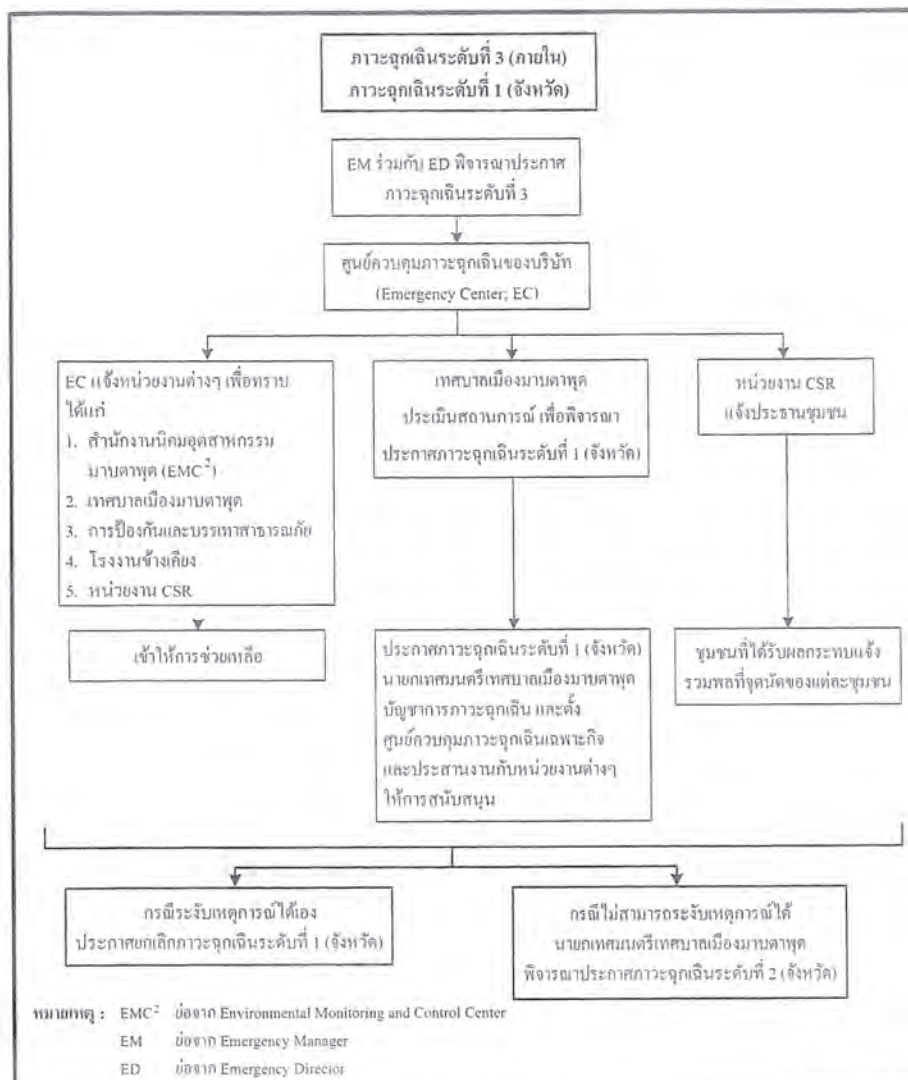 ภาวะฉุกเฉินระดับที่ 3 (ภายใน)
ภาวะฉุกเฉินระดับที่ 1 (จังหวัด)
EM ร่วมกับ ED พิจารณาประกาศ
ภาวะฉุกเฉินระดับที่ 3
ศูนย์ควบคุมภาวะฉุกเฉินของบริษัท
(Emergency Center; EC)
EC แจ้งหน่วยงานต่างๆ เพื่อทราบ
ได้แก่
1. สำนักงานนิคมอุตสาหกรรม
มาบตาพุด (EMC²)
2. เทศบาลเมืองมาบตาพุด
3. การป้องกันและบรรเทาสาธารณภัย
4. โรงงานข้างเคียง
5. หน่วยงาน CSR
เทศบาลเมืองมาบตาพุด
ประเมินสถานการณ์ เพื่อพิจารณา
ประกาศภาวะฉุกเฉินระดับที่ 1 (จังหวัด)
หน่วยงาน CSR
แจ้งประธานชุมชน
เข้าให้การช่วยเหลือ
ประกาศภาวะฉุกเฉินระดับที่ 1 (จังหวัด)
นายกเทศมนตรีเทศบาลเมืองมาบตาพุด
บัญชาการภาวะฉุกเฉิน และตั้ง
ศูนย์ควบคุมภาวะฉุกเฉินเฉพาะกิจ
และประสานงานกับหน่วยงานต่างๆ
ให้การสนับสนุน
ชุมชนที่ได้รับผลกระทบแจ้ง
รวมพลที่จุดนัดของแต่ละชุมชน
กรณีระงับเหตุการณ์ได้เอง
ประกาศยกเลิกภาวะฉุกเฉินระดับที่ 1 (จังหวัด)
กรณีไม่สามารถระงับเหตุการณ์ได้
นายกเทศมนตรีเทศบาลเมืองมาบตาพุด
พิจารณาประกาศภาวะฉุกเฉินระดับที่ 2 (จังหวัด)
หมายเหตุ : EMC² ย่อจาก Environmental Monitoring and Control Center
EM ย่อจาก Emergency Manager
ED ย่อจาก Emergency Director